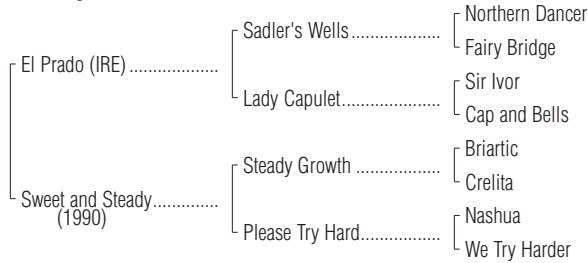 Northern Dancer
Sadler's Wells...................
Fairy Bridge
El Prado (IRE) ...................
Sir Ivor
Lady Capulet...................
Cap and Bells
Briartic
Steady Growth ..................
Crelita
Sweet and Steady..............
(1990)
Nashua
Please Try Hard.................
We Try Harder